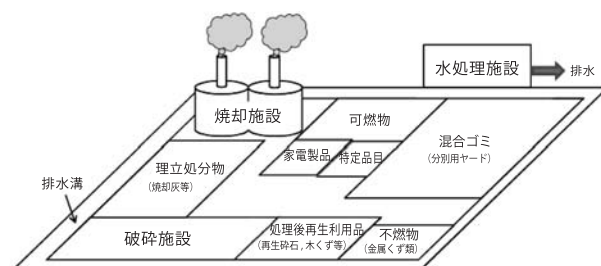 水処理施設
排水
焼却施設
可燃物
混合ゴミ
(分別用ヤード)
家電製品
特定品目
理立処分物
(焼却灰等)
排水溝
破砕施設
処理後再生利用品
(再生砕石,木くず等)
不燃物
(金属くず類)